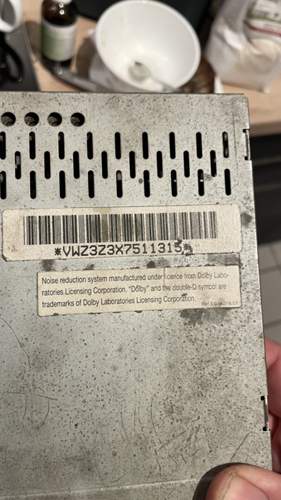 *VWZ3Z3X7511315*
Noise reduction system manufactured under licence from Dolby Labo-
ratories Licensing Corporation. "Dolby" and the double-D symbol are
trademarks of Dolby Laboratories Licensing Corporation.